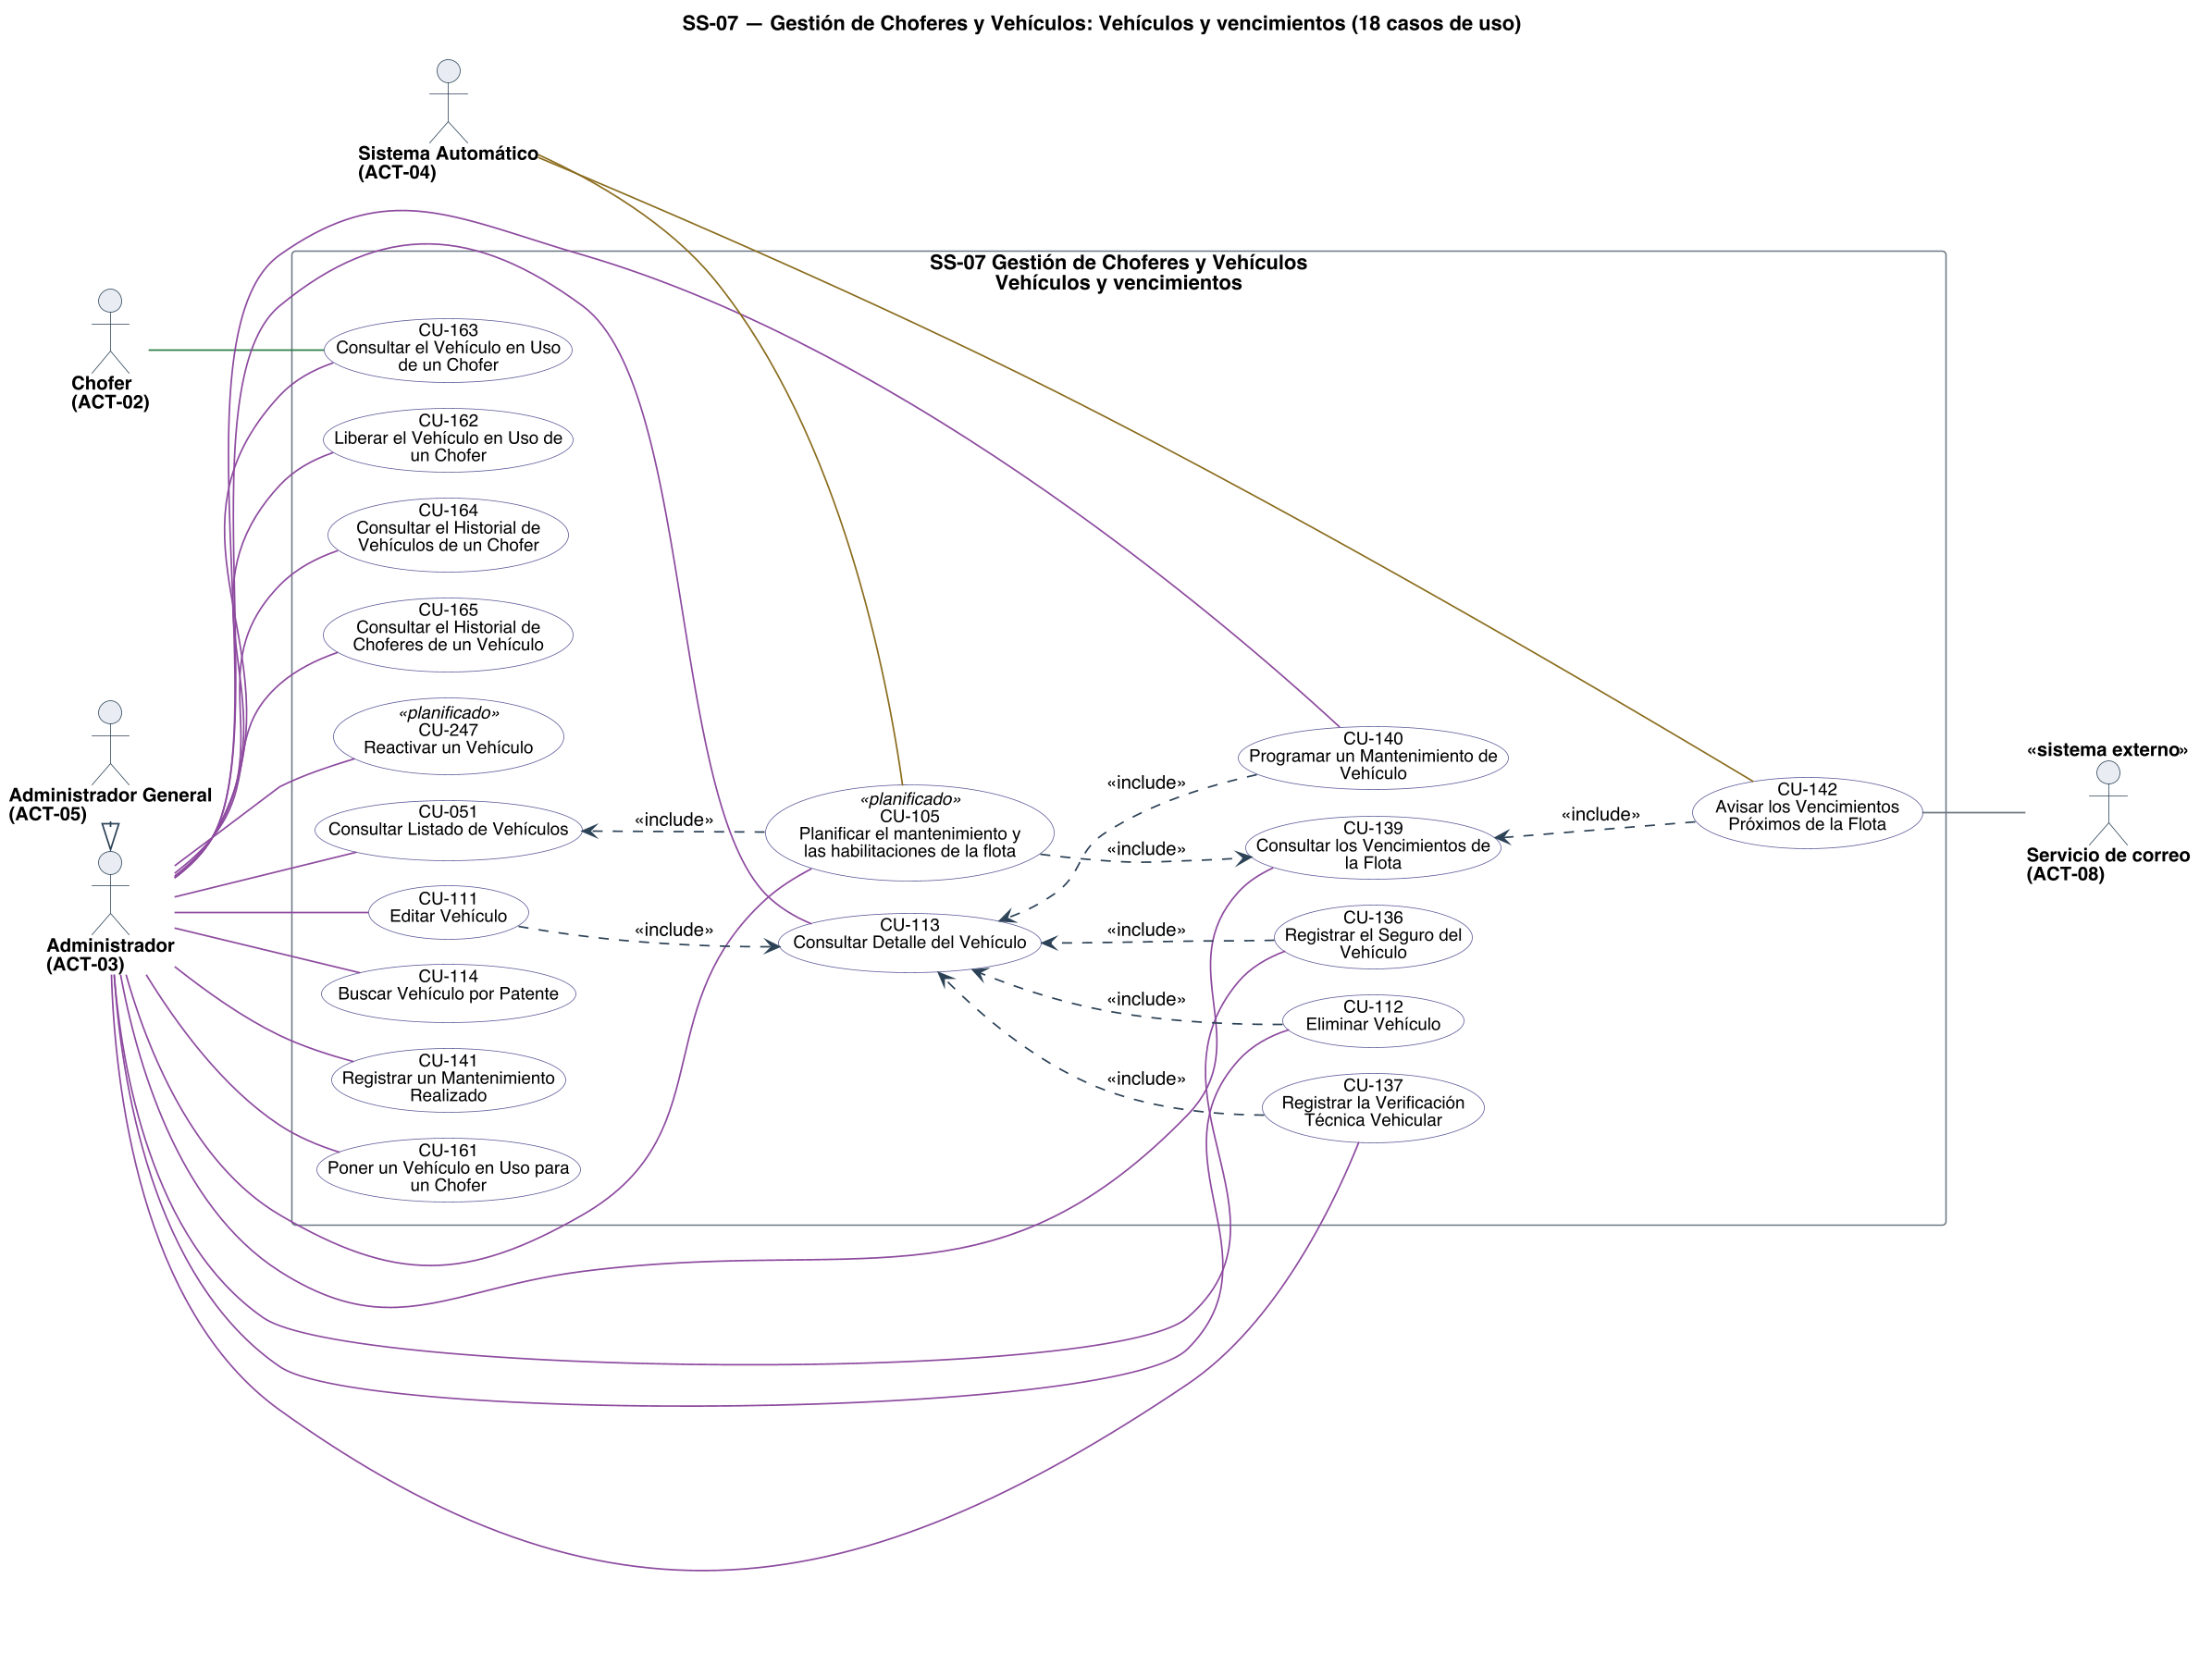 SS-07 — Gestión de Choferes y Vehículos: Vehículos y vencimientos (18 casos de uso)
Sistema Automático
(ACT-04)
SS-07 Gestión de Choferes y Vehículos
Vehículos y vencimientos
Chofer
(ACT-02)
CU-163
Consultar el Vehículo en Uso
de un Chofer
CU-162
Liberar el Vehículo en Uso de
un Chofer
CU-164
Consultar el Historial de
Vehículos de un Chofer
CU-165
Consultar el Historial de
Choferes de un Vehículo
«planificado»
CU-247
Reactivar un Vehículo
Administrador General
(ACT-05)
CU-051
Consultar Listado de Vehículos
«include»
«planificado»
CU-105
Planificar el mantenimiento y
las habilitaciones de la flota
«include»
«include»
CU-140
Programar un Mantenimiento de
Vehículo
CU-139
Consultar los Vencimientos de
la Flota
«include»
CU-142
Avisar los Vencimientos
Próximos de la Flota
«sistema externo»
Servicio de correo
(ACT-08)
Administrador
(ACT-03)
CU-111
Editar Vehículo
«include»
CU-113
Consultar Detalle del Vehículo
«include»
CU-136
Registrar el Seguro del
Vehículo
CU-114
Buscar Vehículo por Patente
«include»
CU-112
Eliminar Vehículo
CU-141
Registrar un Mantenimiento
Realizado
«include»
CU-137
Registrar la Verificación
Técnica Vehicular
CU-161
Poner un Vehículo en Uso para
un Chofer